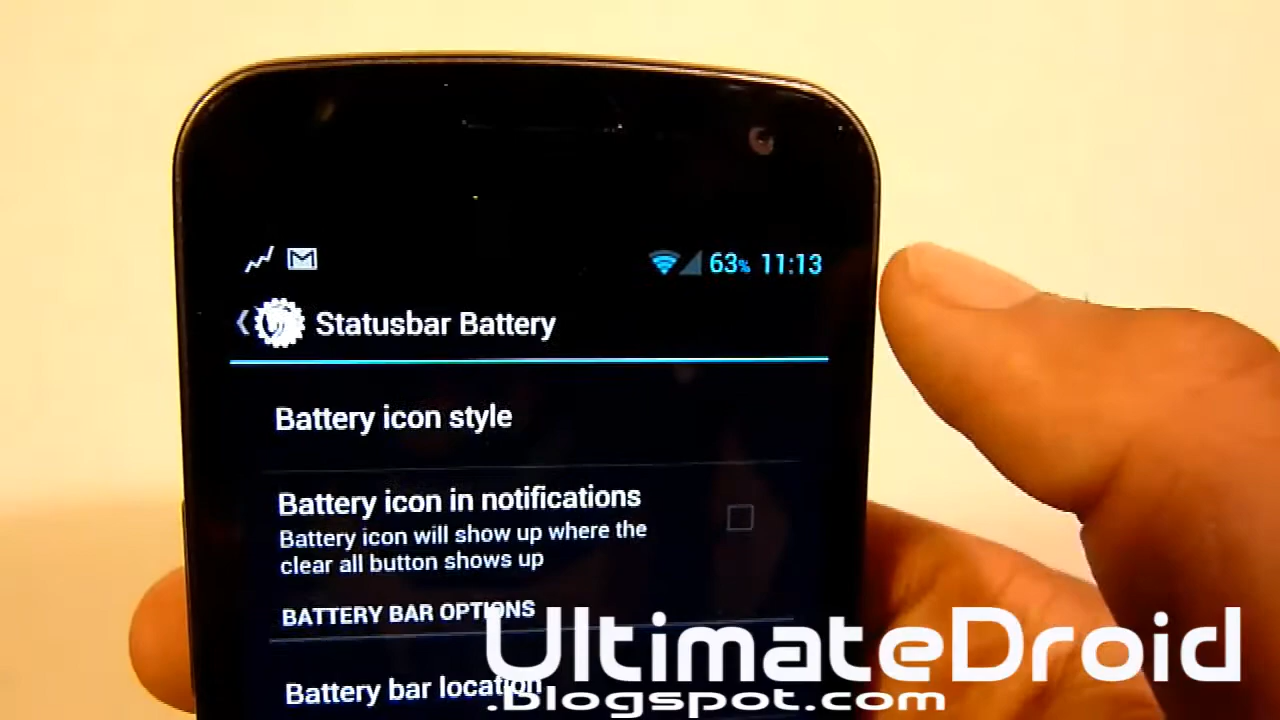 63% 11:13
Statusbar Battery
Battery icon style
Battery icon in notifications
Battery icon will show up where the
clear all button shows up
BATTERY BAR OPTIONS
Battery bar location
UltimateDroid
.blogspot.com